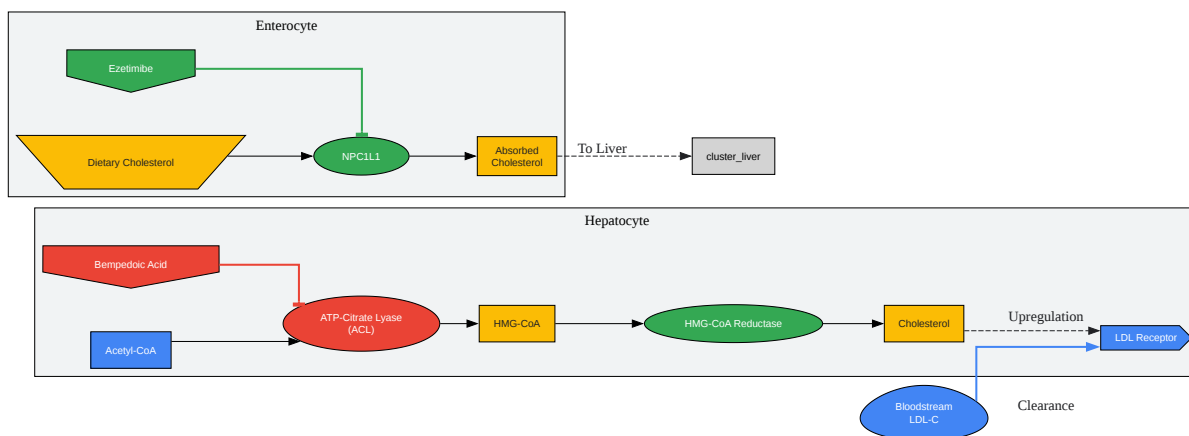 Enterocyte
Ezetimibe
Dietary Cholesterol
NPC1L1
Absorbed
Cholesterol
To Liver
cluster_liver
Hepatocyte
Bempedoic Acid
ATP-Citrate Lyase
(ACL)
Acetyl-CoA
HMG-CoA
HMG-CoA Reductase
Cholesterol
Upregulation
LDL Receptor
Bloodstream
LDL-C
Clearance